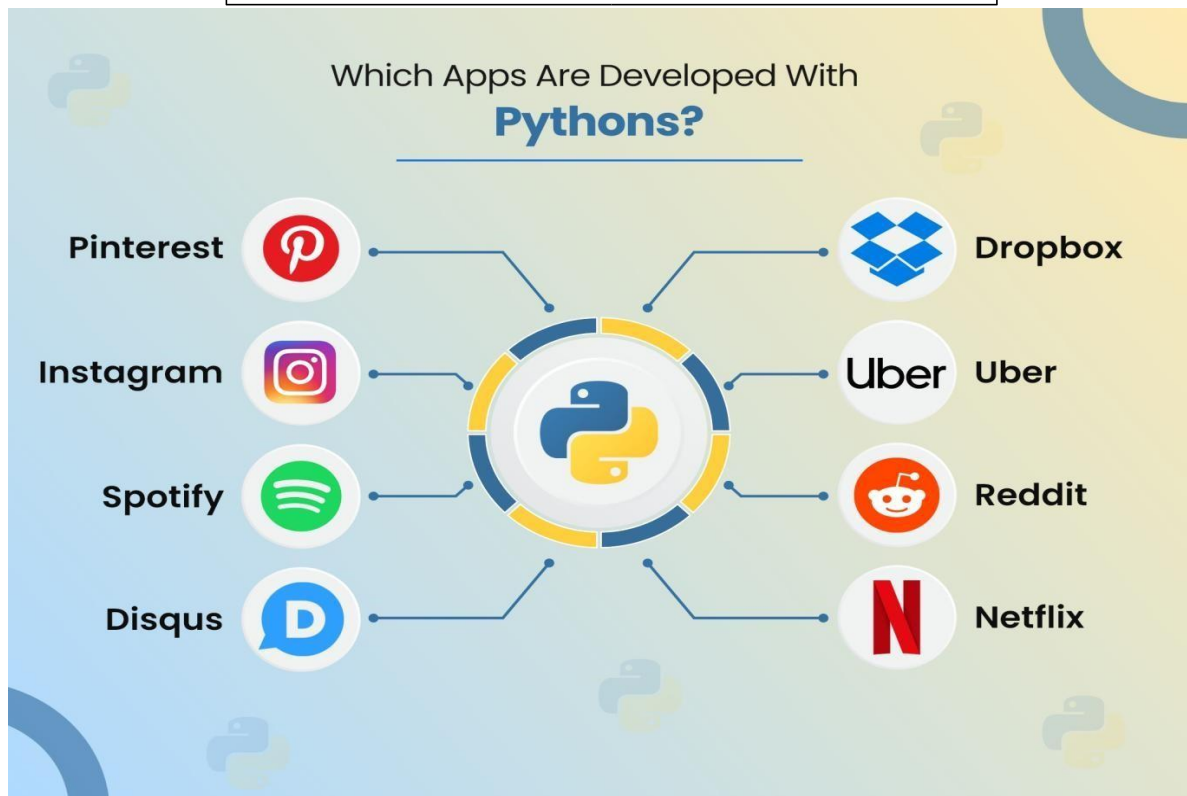 Which Apps Are Developed With
Pythons?
Pinterest
Instagram
Spotify
Disqus
Dropbox
Uber Uber
Reddit
Netflix